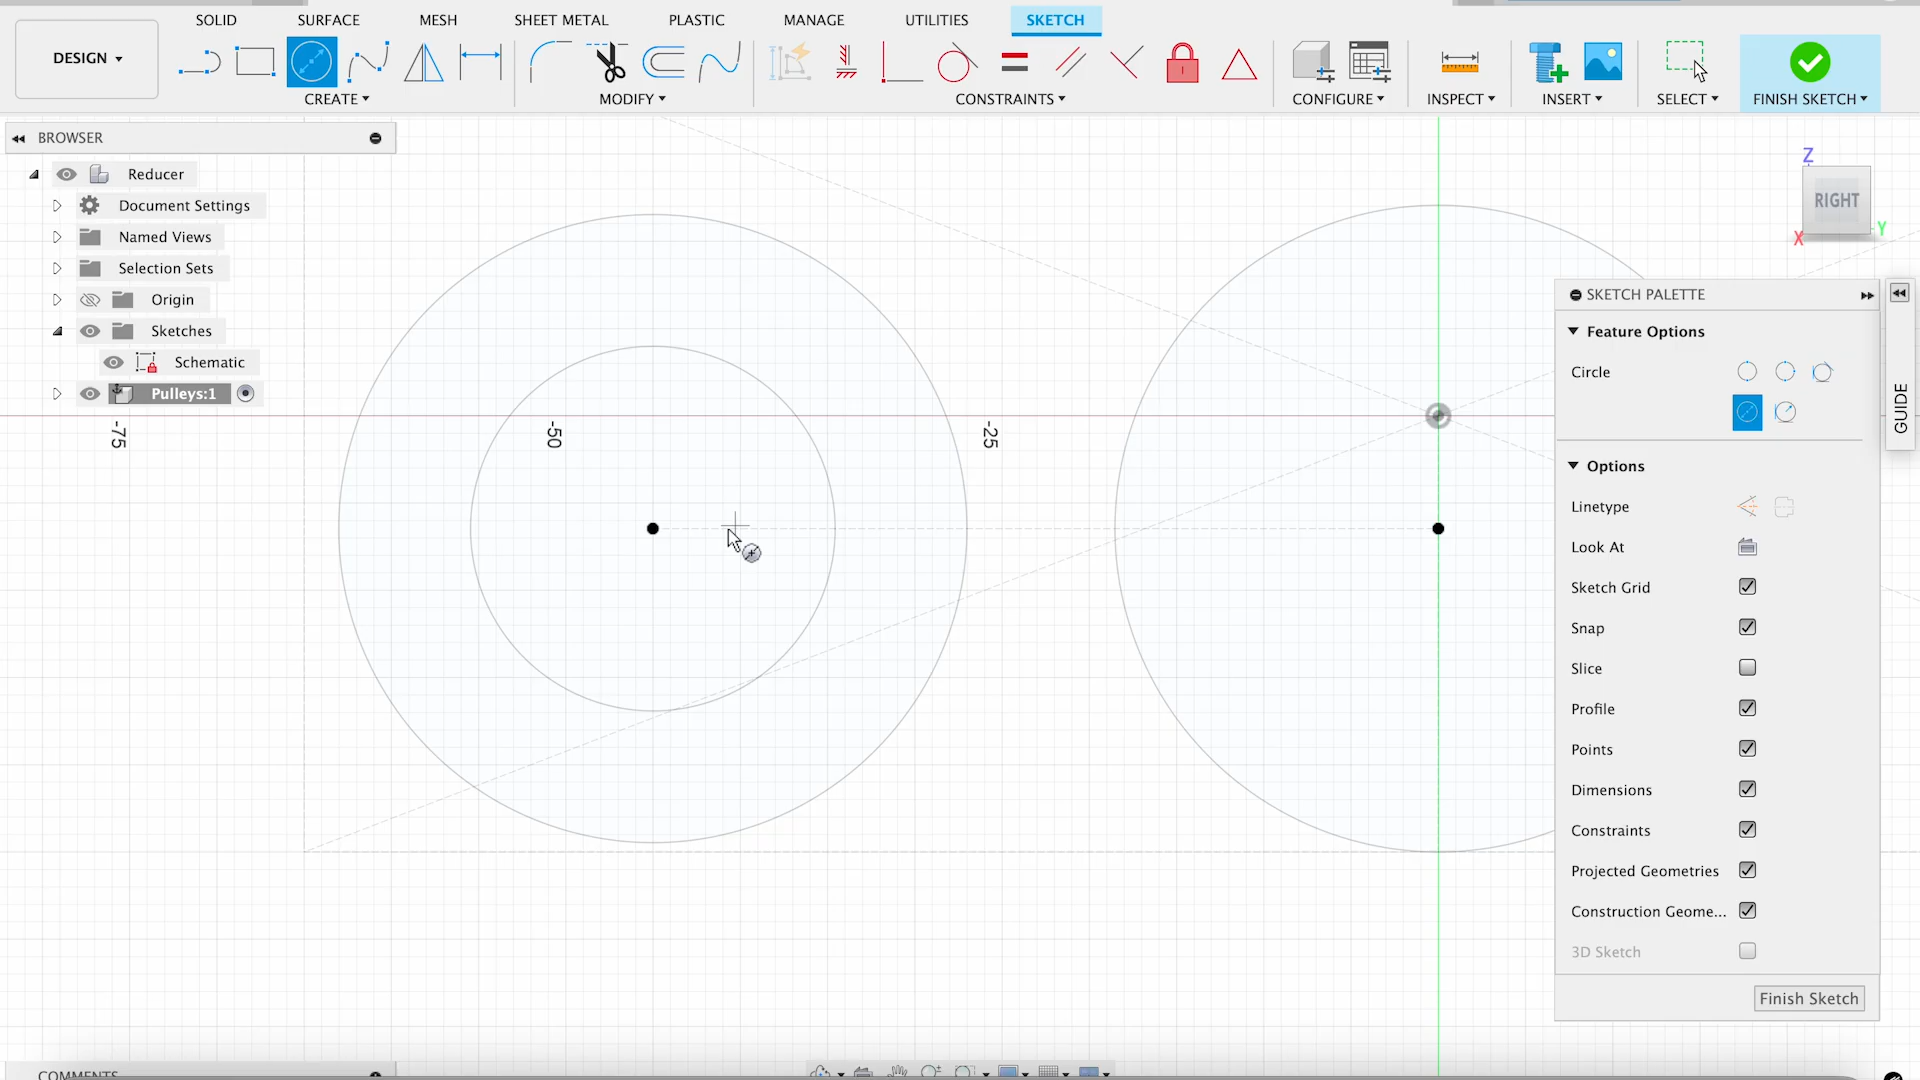 SOLID SURFACE MESH SHEET METAL PLASTIC MANAGE UTILITIES SKETCH
DESIGN
CREATE MODIFY CONSTRAINTS CONFIGURE INSPECT INSERT SELECT FINISH SKETCH
BROWSER
Reducer
Document Settings
Named Views
Selection Sets
Origin
Sketches
Schematic
Pulleys:1
-75 -50 -25
Z
RIGHT
X Y
SKETCH PALETTE
Feature Options
Circle
GUIDE
Options
Linetype
Look At
Sketch Grid
Snap
Slice
Profile
Points
Dimensions
Constraints
Projected Geometries
Construction Geome...
3D Sketch
Finish Sketch
COMMENTS